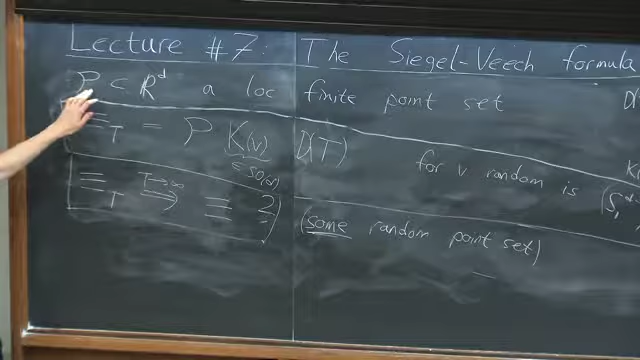 Lecture #7: The Siegel-Veech formula
P ⊂ ℝ^d a loc finite point set
Ξ_T = P K(v) D(T) for v random is
∈ SO(d)
Ξ_T ⟹ Ξ ? (some random point set)
T→∞